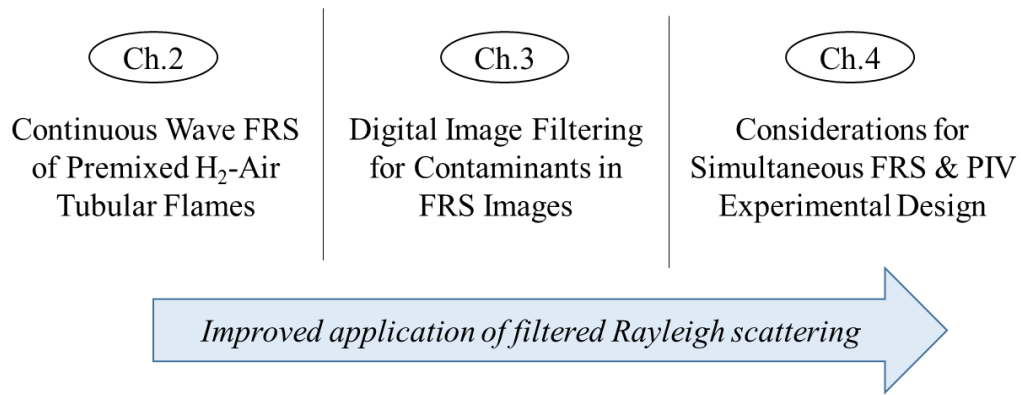 Ch.2
Continuous Wave FRS
of Premixed H₂-Air
Tubular Flames
Ch.3
Digital Image Filtering
for Contaminants in
FRS Images
Ch.4
Considerations for
Simultaneous FRS & PIV
Experimental Design
Improved application of filtered Rayleigh scattering